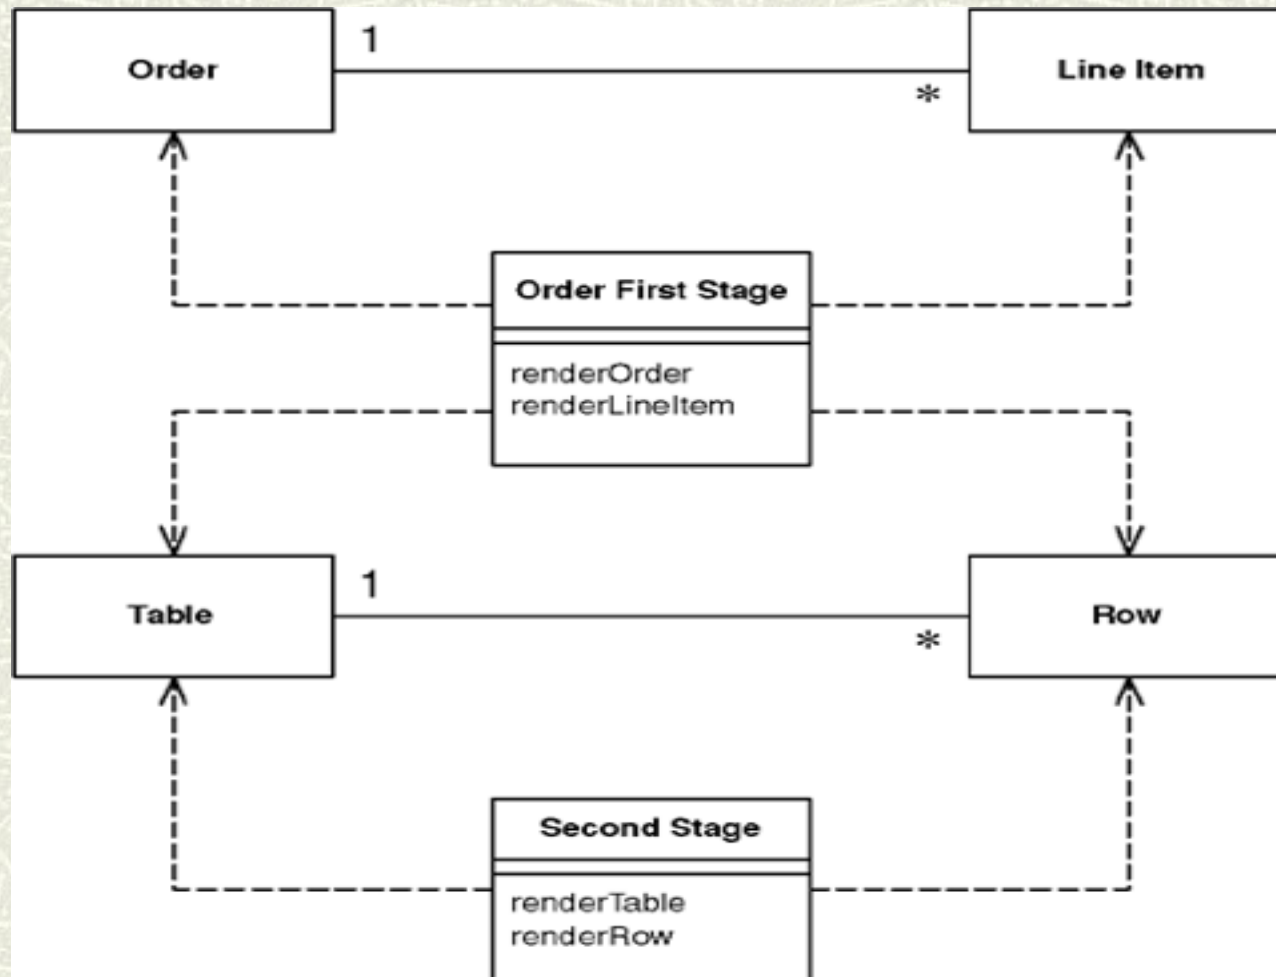 Order
1
*
Line Item
Order First Stage
renderOrder
renderLineItem
Table
1
*
Row
Second Stage
renderTable
renderRow